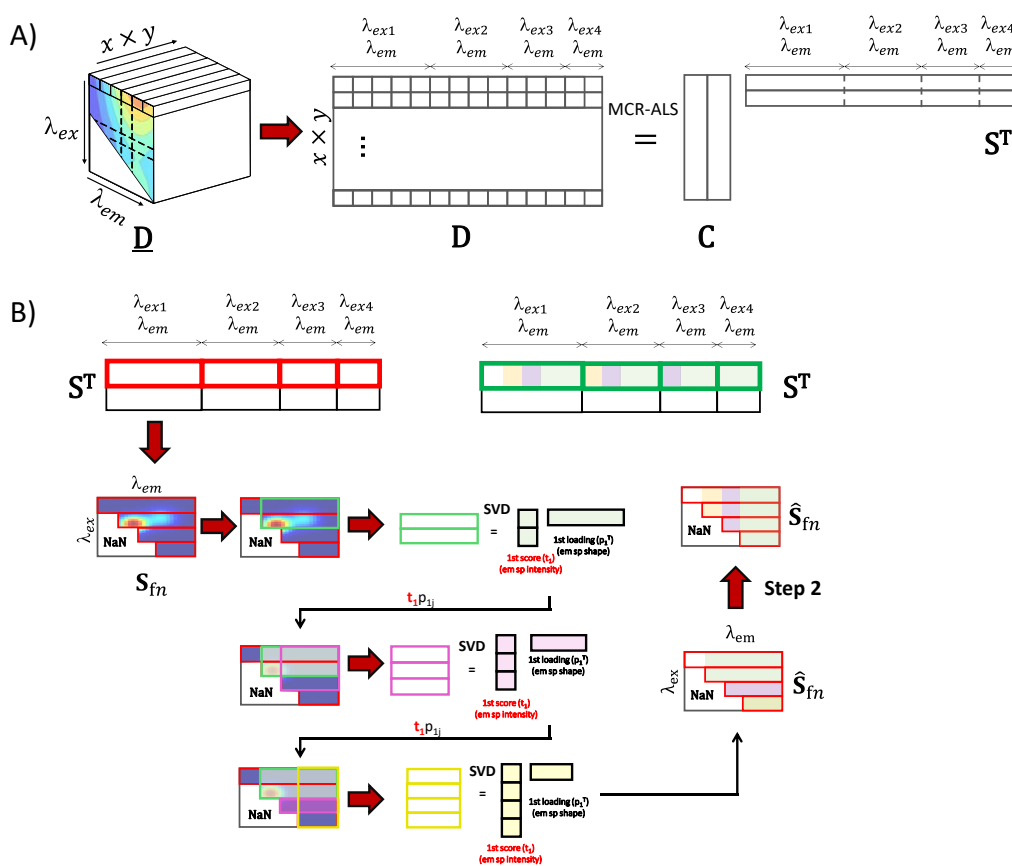 A)
x × y
λex
λem
D
λex1 λex2 λex3 λex4
λem λem λem λem
x × y
...
D
MCR-ALS
=
C
λex1 λex2 λex3 λex4
λem λem λem λem
Sᵀ
B)
λex1 λex2 λex3 λex4
λem λem λem λem
Sᵀ
λex1 λex2 λex3 λex4
λem λem λem λem
Sᵀ
λem
λex
NaN
Sfn
NaN
SVD
=
1st score (t₁)
(em sp intensity)
1st loading (p₁ᵀ)
(em sp shape)
t₁p₁ⱼ
NaN
SVD
=
1st score (t₁)
(em sp intensity)
1st loading (p₁ᵀ)
(em sp shape)
t₁p₁ⱼ
NaN
SVD
=
1st score (t₁)
(em sp intensity)
1st loading (p₁ᵀ)
(em sp shape)
λem
λex
NaN
Ŝfn
Step 2
NaN
Ŝfn